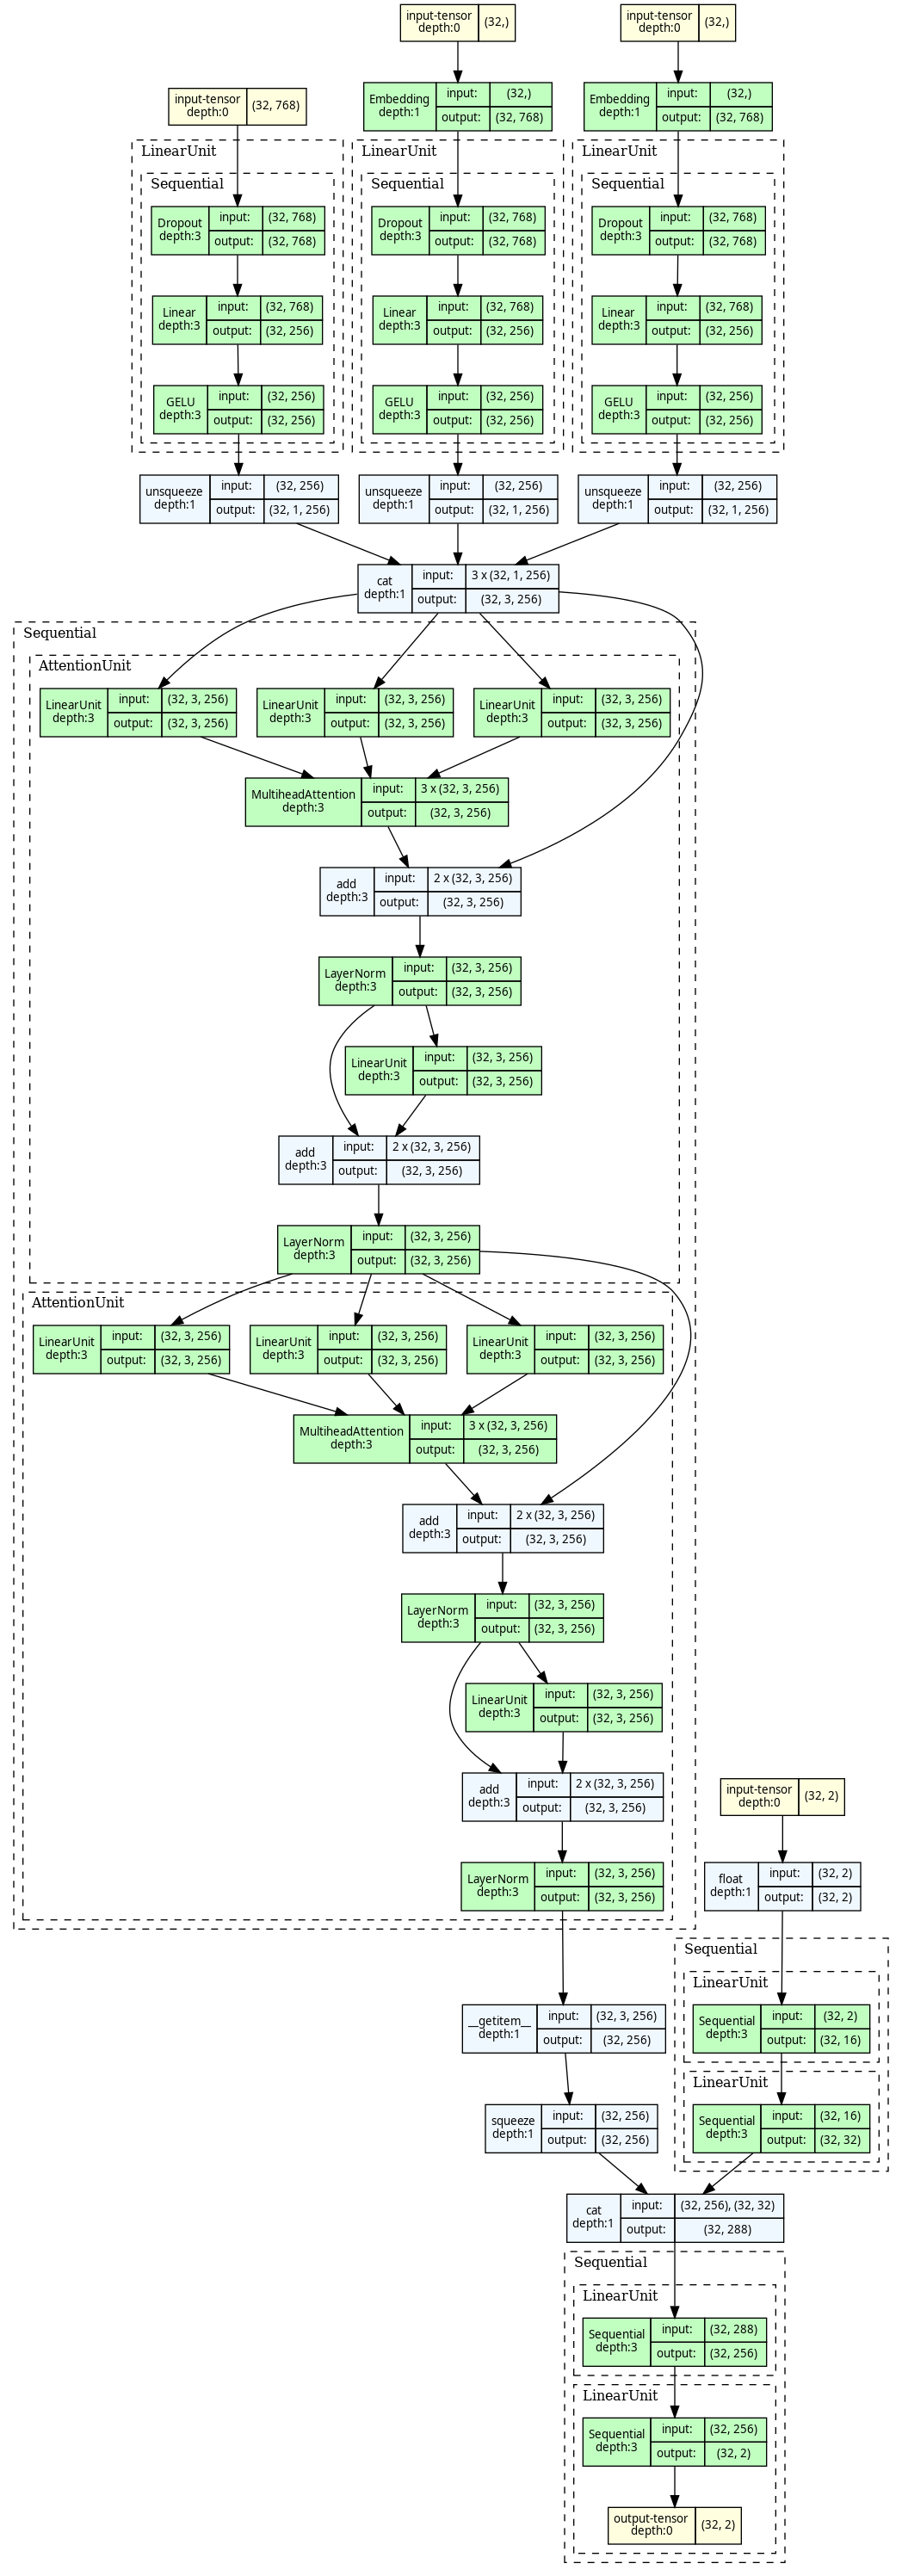 input-tensor
depth:0
(32,)
input-tensor
depth:0
(32,)
input-tensor
depth:0
(32, 768)
Embedding
depth:1
input:
(32,)
output:
(32, 768)
Embedding
depth:1
input:
(32,)
output:
(32, 768)
LinearUnit
LinearUnit
LinearUnit
Sequential
Sequential
Sequential
Dropout
depth:3
input:
(32, 768)
output:
(32, 768)
Dropout
depth:3
input:
(32, 768)
output:
(32, 768)
Dropout
depth:3
input:
(32, 768)
output:
(32, 768)
Linear
depth:3
input:
(32, 768)
output:
(32, 256)
Linear
depth:3
input:
(32, 768)
output:
(32, 256)
Linear
depth:3
input:
(32, 768)
output:
(32, 256)
GELU
depth:3
input:
(32, 256)
output:
(32, 256)
GELU
depth:3
input:
(32, 256)
output:
(32, 256)
GELU
depth:3
input:
(32, 256)
output:
(32, 256)
unsqueeze
depth:1
input:
(32, 256)
output:
(32, 1, 256)
unsqueeze
depth:1
input:
(32, 256)
output:
(32, 1, 256)
unsqueeze
depth:1
input:
(32, 256)
output:
(32, 1, 256)
cat
depth:1
input:
3 x (32, 1, 256)
output:
(32, 3, 256)
Sequential
AttentionUnit
LinearUnit
depth:3
input:
(32, 3, 256)
output:
(32, 3, 256)
LinearUnit
depth:3
input:
(32, 3, 256)
output:
(32, 3, 256)
LinearUnit
depth:3
input:
(32, 3, 256)
output:
(32, 3, 256)
MultiheadAttention
depth:3
input:
3 x (32, 3, 256)
output:
(32, 3, 256)
add
depth:3
input:
2 x (32, 3, 256)
output:
(32, 3, 256)
LayerNorm
depth:3
input:
(32, 3, 256)
output:
(32, 3, 256)
LinearUnit
depth:3
input:
(32, 3, 256)
output:
(32, 3, 256)
add
depth:3
input:
2 x (32, 3, 256)
output:
(32, 3, 256)
LayerNorm
depth:3
input:
(32, 3, 256)
output:
(32, 3, 256)
AttentionUnit
LinearUnit
depth:3
input:
(32, 3, 256)
output:
(32, 3, 256)
LinearUnit
depth:3
input:
(32, 3, 256)
output:
(32, 3, 256)
LinearUnit
depth:3
input:
(32, 3, 256)
output:
(32, 3, 256)
MultiheadAttention
depth:3
input:
3 x (32, 3, 256)
output:
(32, 3, 256)
add
depth:3
input:
2 x (32, 3, 256)
output:
(32, 3, 256)
LayerNorm
depth:3
input:
(32, 3, 256)
output:
(32, 3, 256)
LinearUnit
depth:3
input:
(32, 3, 256)
output:
(32, 3, 256)
add
depth:3
input:
2 x (32, 3, 256)
output:
(32, 3, 256)
input-tensor
depth:0
(32, 2)
LayerNorm
depth:3
input:
(32, 3, 256)
output:
(32, 3, 256)
float
depth:1
input:
(32, 2)
output:
(32, 2)
Sequential
LinearUnit
__getitem__
depth:1
input:
(32, 3, 256)
output:
(32, 256)
Sequential
depth:3
input:
(32, 2)
output:
(32, 16)
LinearUnit
squeeze
depth:1
input:
(32, 256)
output:
(32, 256)
Sequential
depth:3
input:
(32, 16)
output:
(32, 32)
cat
depth:1
input:
(32, 256), (32, 32)
output:
(32, 288)
Sequential
LinearUnit
Sequential
depth:3
input:
(32, 288)
output:
(32, 256)
LinearUnit
Sequential
depth:3
input:
(32, 256)
output:
(32, 2)
output-tensor
depth:0
(32, 2)